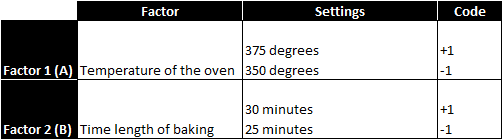 Factor Settings Code
375 degrees +1
Factor 1 (A) Temperature of the oven 350 degrees -1
30 minutes +1
Factor 2 (B) Time length of baking 25 minutes -1